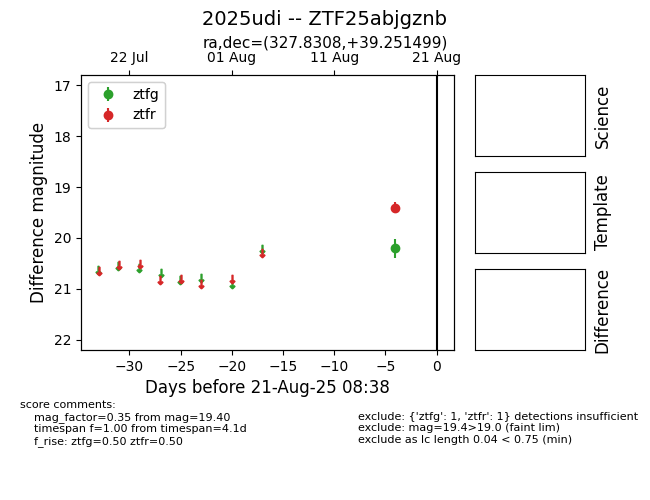 2025udi -- ZTF25abjgznb
ra,dec=(327.8308,+39.251499)
22 Jul 01 Aug 11 Aug 21 Aug
ztfg
ztfr
Difference magnitude
17
18
19
20
21
22
−30 −25 −20 −15 −10 −5 0
Days before 21-Aug-25 08:38
Science
Template
Difference
score comments:
mag_factor=0.35 from mag=19.40
timespan f=1.00 from timespan=4.1d
f_rise: ztfg=0.50 ztfr=0.50
exclude: {'ztfg': 1, 'ztfr': 1} detections insufficient
exclude: mag=19.4>19.0 (faint lim)
exclude as lc length 0.04 < 0.75 (min)